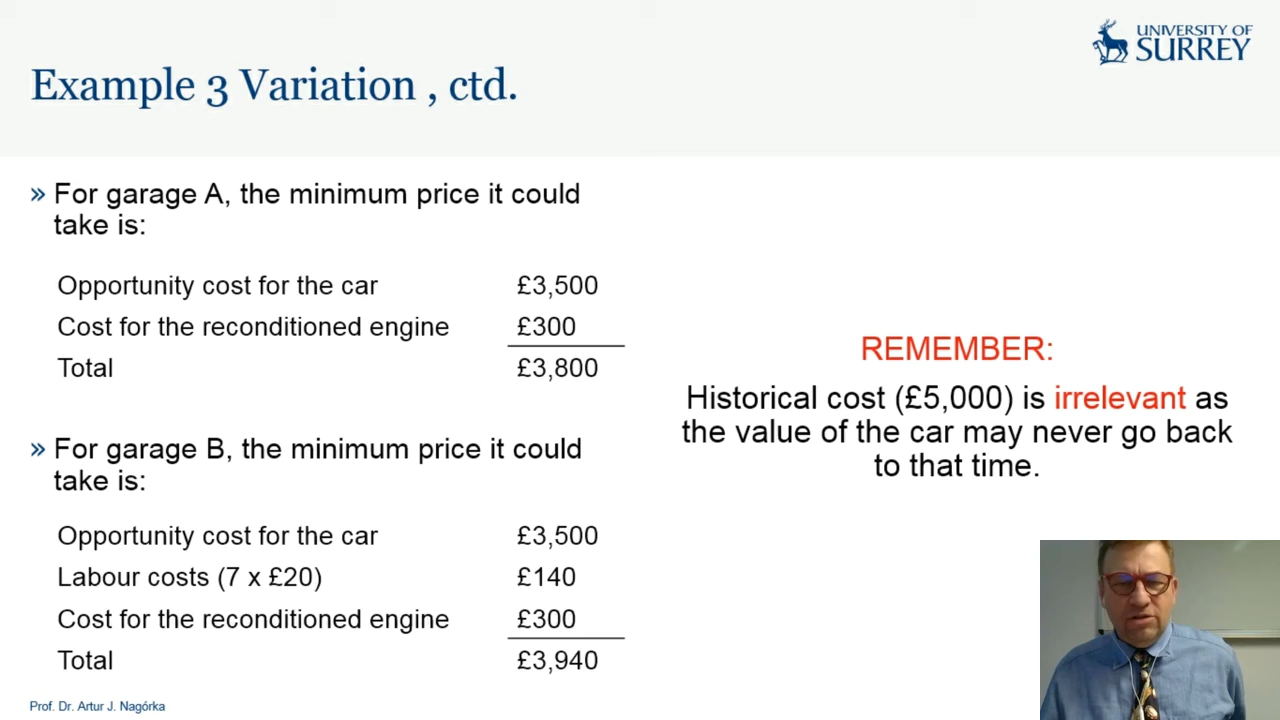 UNIVERSITY OF
SURREY
Example 3 Variation , ctd.
» For garage A, the minimum price it could
take is:
Opportunity cost for the car £3,500
Cost for the reconditioned engine £300
Total £3,800
» For garage B, the minimum price it could
take is:
Opportunity cost for the car £3,500
Labour costs (7 x £20) £140
Cost for the reconditioned engine £300
Total £3,940
REMEMBER:
Historical cost (£5,000) is irrelevant as
the value of the car may never go back
to that time.
Prof. Dr. Artur J. Nagórka